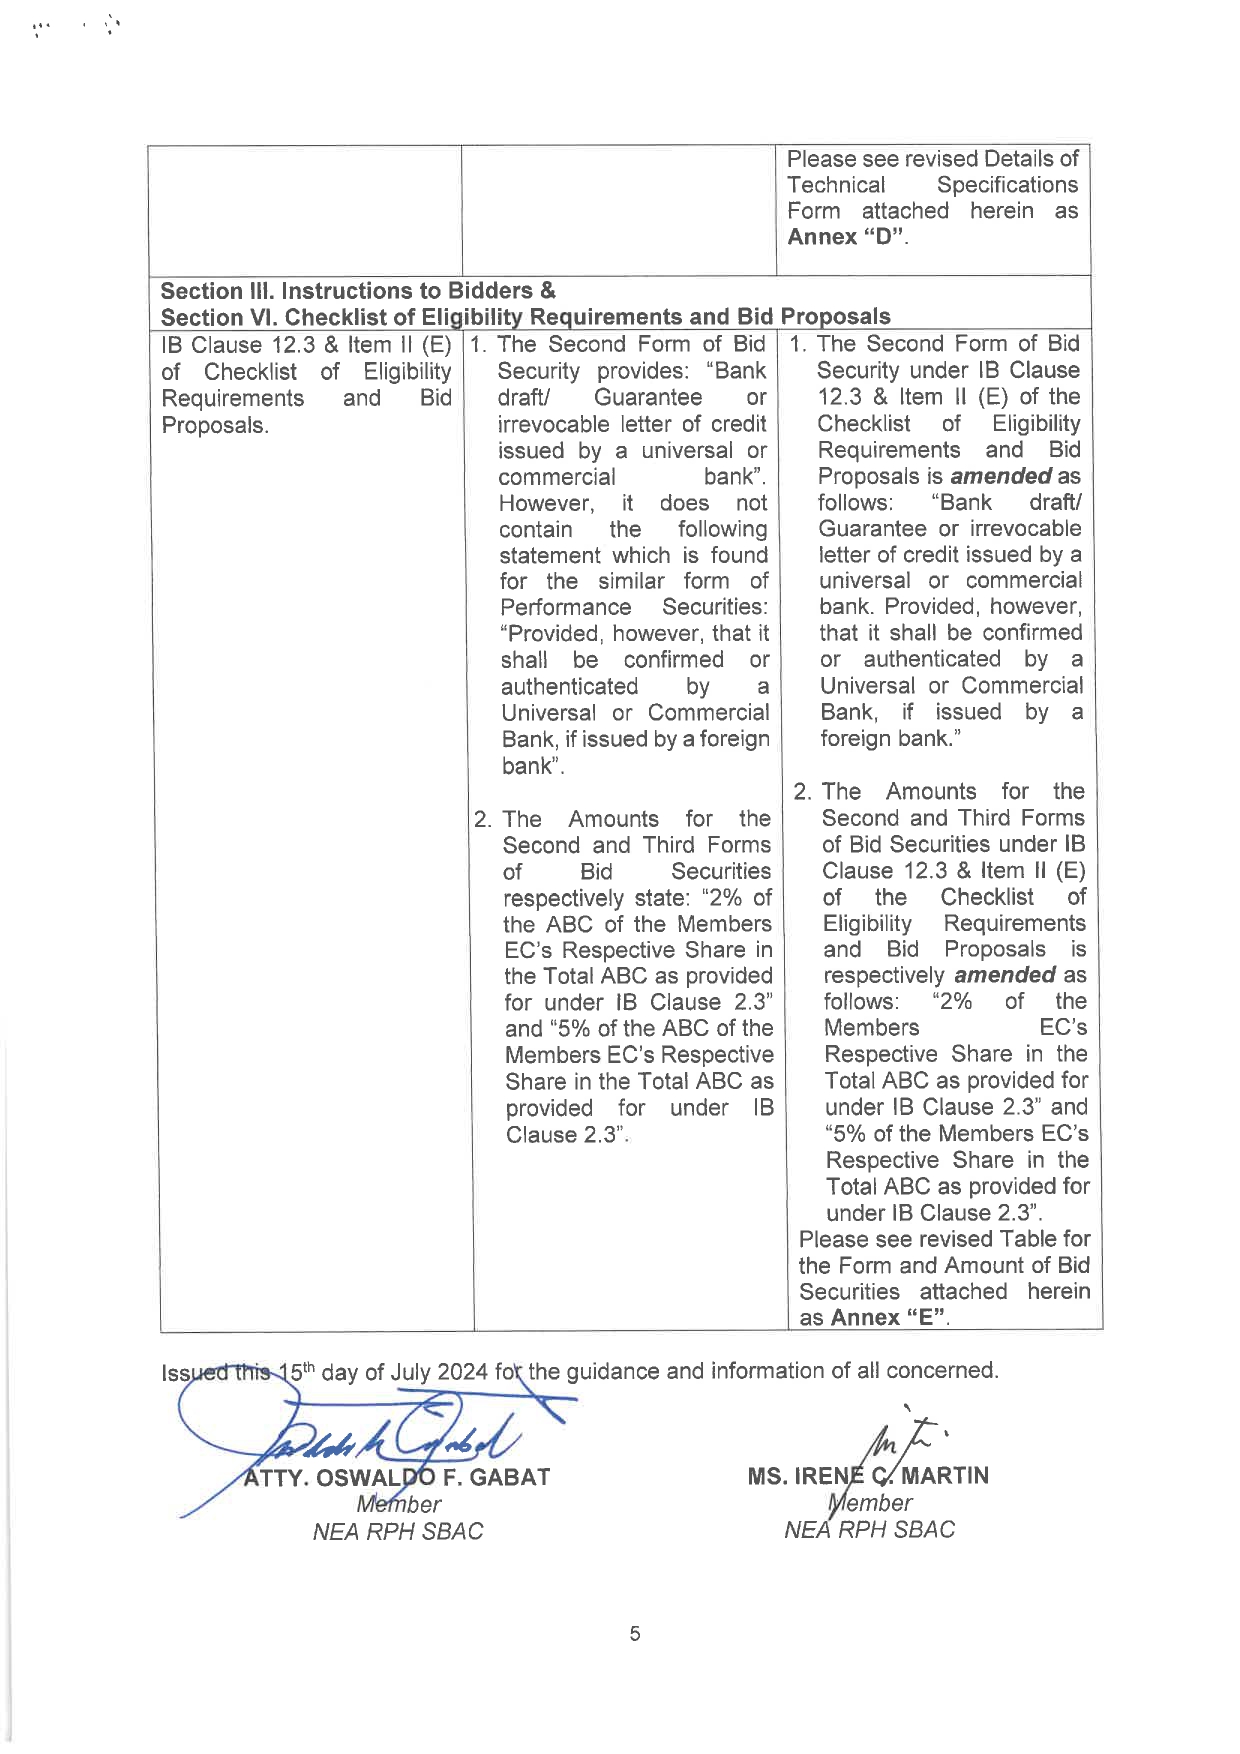 Please see revised Details of
Technical Specifications
Form attached herein as
Annex “D”.
Section III. Instructions to Bidders &
Section VI. Checklist of Eligibility Requirements and Bid Proposals
IB Clause 12.3 & Item II (E)
of Checklist of Eligibility
Requirements and Bid
Proposals.
1. The Second Form of Bid
Security provides: “Bank
draft/ Guarantee or
irrevocable letter of credit
issued by a universal or
commercial bank”.
However, it does not
contain the following
statement which is found
for the similar form of
Performance Securities:
“Provided, however, that it
shall be confirmed or
authenticated by a
Universal or Commercial
Bank, if issued by a foreign
bank”.
2. The Amounts for the
Second and Third Forms
of Bid Securities
respectively state: “2% of
the ABC of the Members
EC’s Respective Share in
the Total ABC as provided
for under IB Clause 2.3”
and “5% of the ABC of the
Members EC’s Respective
Share in the Total ABC as
provided for under IB
Clause 2.3”.
1. The Second Form of Bid
Security under IB Clause
12.3 & Item II (E) of the
Checklist of Eligibility
Requirements and Bid
Proposals is amended as
follows: “Bank draft/
Guarantee or irrevocable
letter of credit issued by a
universal or commercial
bank. Provided, however,
that it shall be confirmed
or authenticated by a
Universal or Commercial
Bank, if issued by a
foreign bank.”
2. The Amounts for the
Second and Third Forms
of Bid Securities under IB
Clause 12.3 & Item II (E)
of the Checklist of
Eligibility Requirements
and Bid Proposals is
respectively amended as
follows: “2% of the
Members EC’s
Respective Share in the
Total ABC as provided for
under IB Clause 2.3” and
“5% of the Members EC’s
Respective Share in the
Total ABC as provided for
under IB Clause 2.3”.
Please see revised Table for
the Form and Amount of Bid
Securities attached herein
as Annex “E”.
Issued this 15th day of July 2024 for the guidance and information of all concerned.
ATTY. OSWALDO F. GABAT
Member
NEA RPH SBAC
MS. IRENE C. MARTIN
Member
NEA RPH SBAC
5